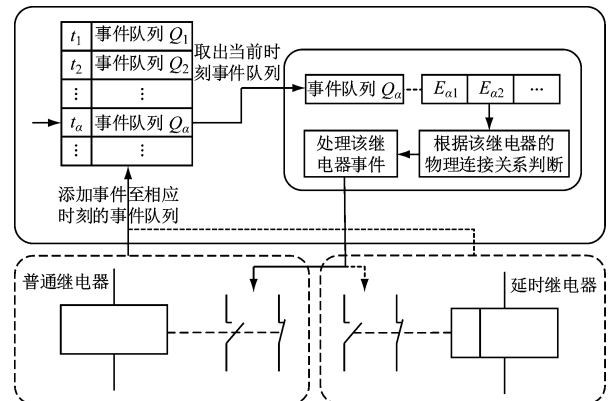 t₁ 事件队列 Q₁
t₂ 事件队列 Q₂
⋮ ⋮
tα 事件队列 Qα
⋮ ⋮
取出当前时
刻事件队列
事件队列 Qα
Eα1 Eα2 …
处理该继
电器事件
根据该继电器的
物理连接关系判断
添加事件至相应
时刻的事件队列
普通继电器
延时继电器